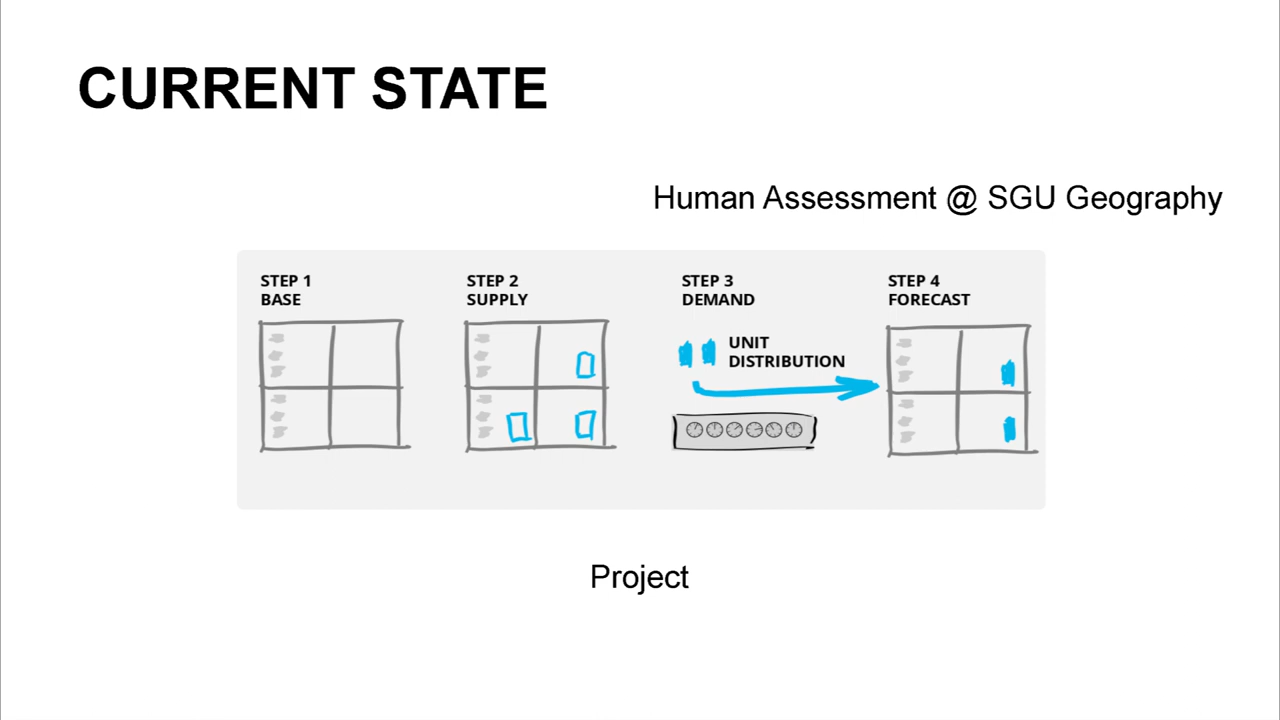 CURRENT STATE
Human Assessment @ SGU Geography
STEP 1
BASE
STEP 2
SUPPLY
STEP 3
DEMAND
UNIT
DISTRIBUTION
STEP 4
FORECAST
Project